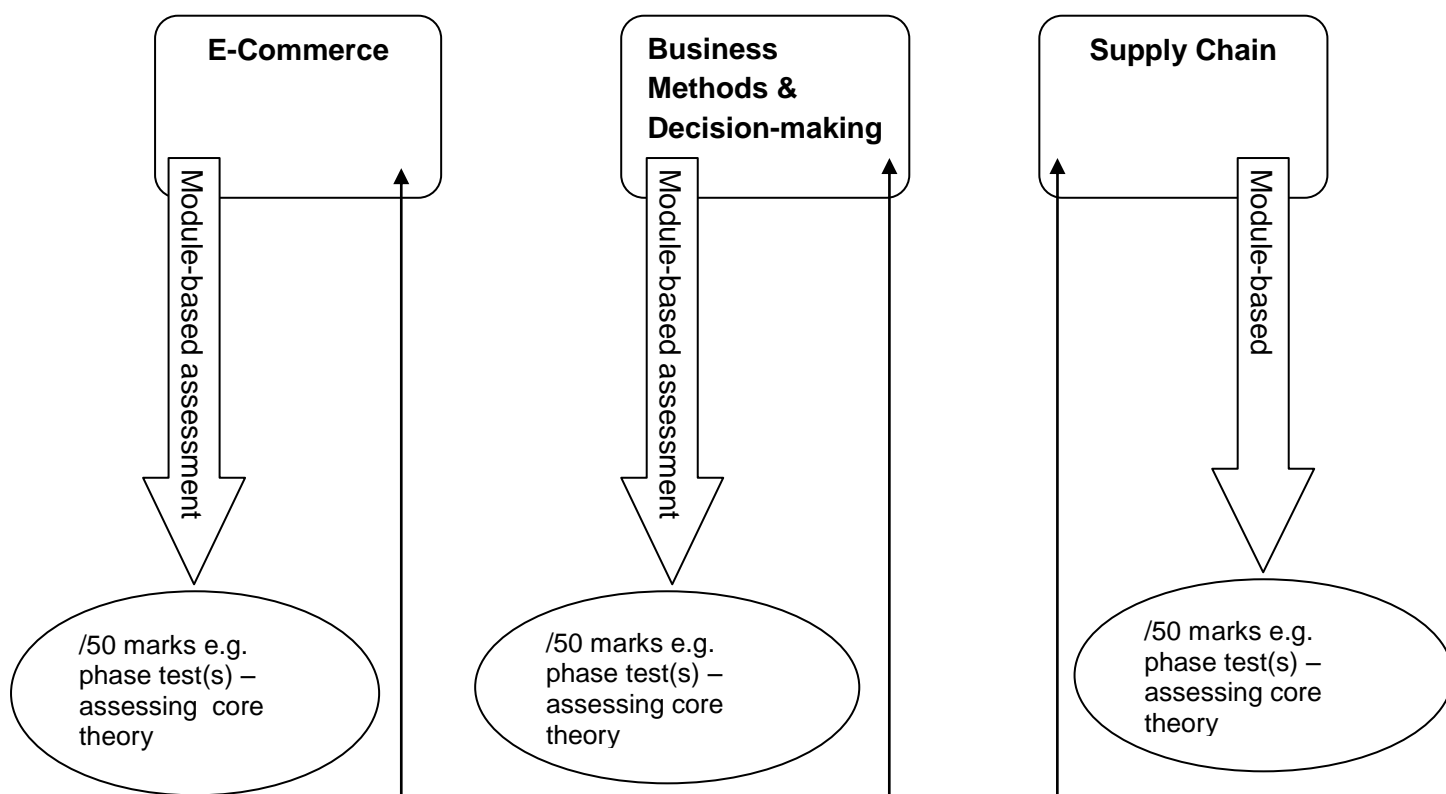 E-Commerce
Business
Methods &
Decision-making
Supply Chain
Module-based assessment
Module-based assessment
Module-based
/50 marks e.g.
phase test(s) –
assessing core
theory
/50 marks e.g.
phase test(s) –
assessing core
theory
/50 marks e.g.
phase test(s) –
assessing core
theory